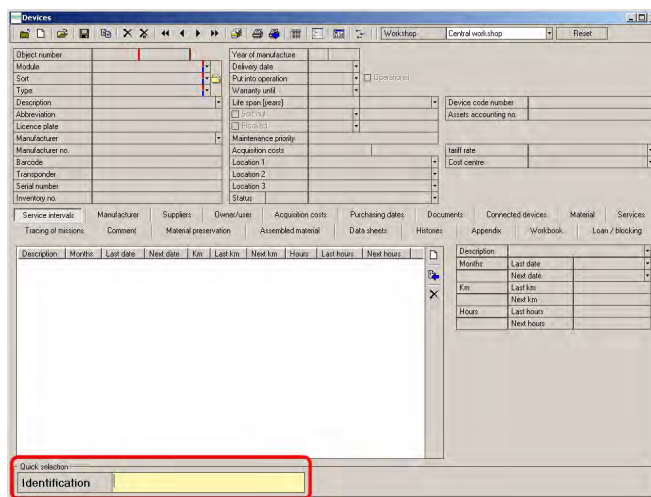 Devices
Workshop Central workshop Reset
Object number Year of manufacture
Module Delivery date
Sort Put into operation Operational
Type Warranty until
Description Life span [years] Device code number
Abbreviation Sort out Assets accounting no.
Licence plate Blocked
Manufacturer Maintenance priority
Manufacturer no. Acquisition costs tariff rate
Barcode Location 1 Cost centre
Transponder Location 2
Serial number Location 3
Inventory no. Status
Service intervals Manufacturer Suppliers Owner/user Acquisition costs Purchasing dates Documents Connected devices Material Services
Tracing of missions Comment Material preservation Assembled material Data sheets Histories Appendix Workbook Loan / blocking
Description Months Last date Next date Km Last km Next km Hours Last hours Next hours Description
Months Last date
Next date
Km Last km
Next km
Hours Last hours
Next hours
Quick selection
Identification